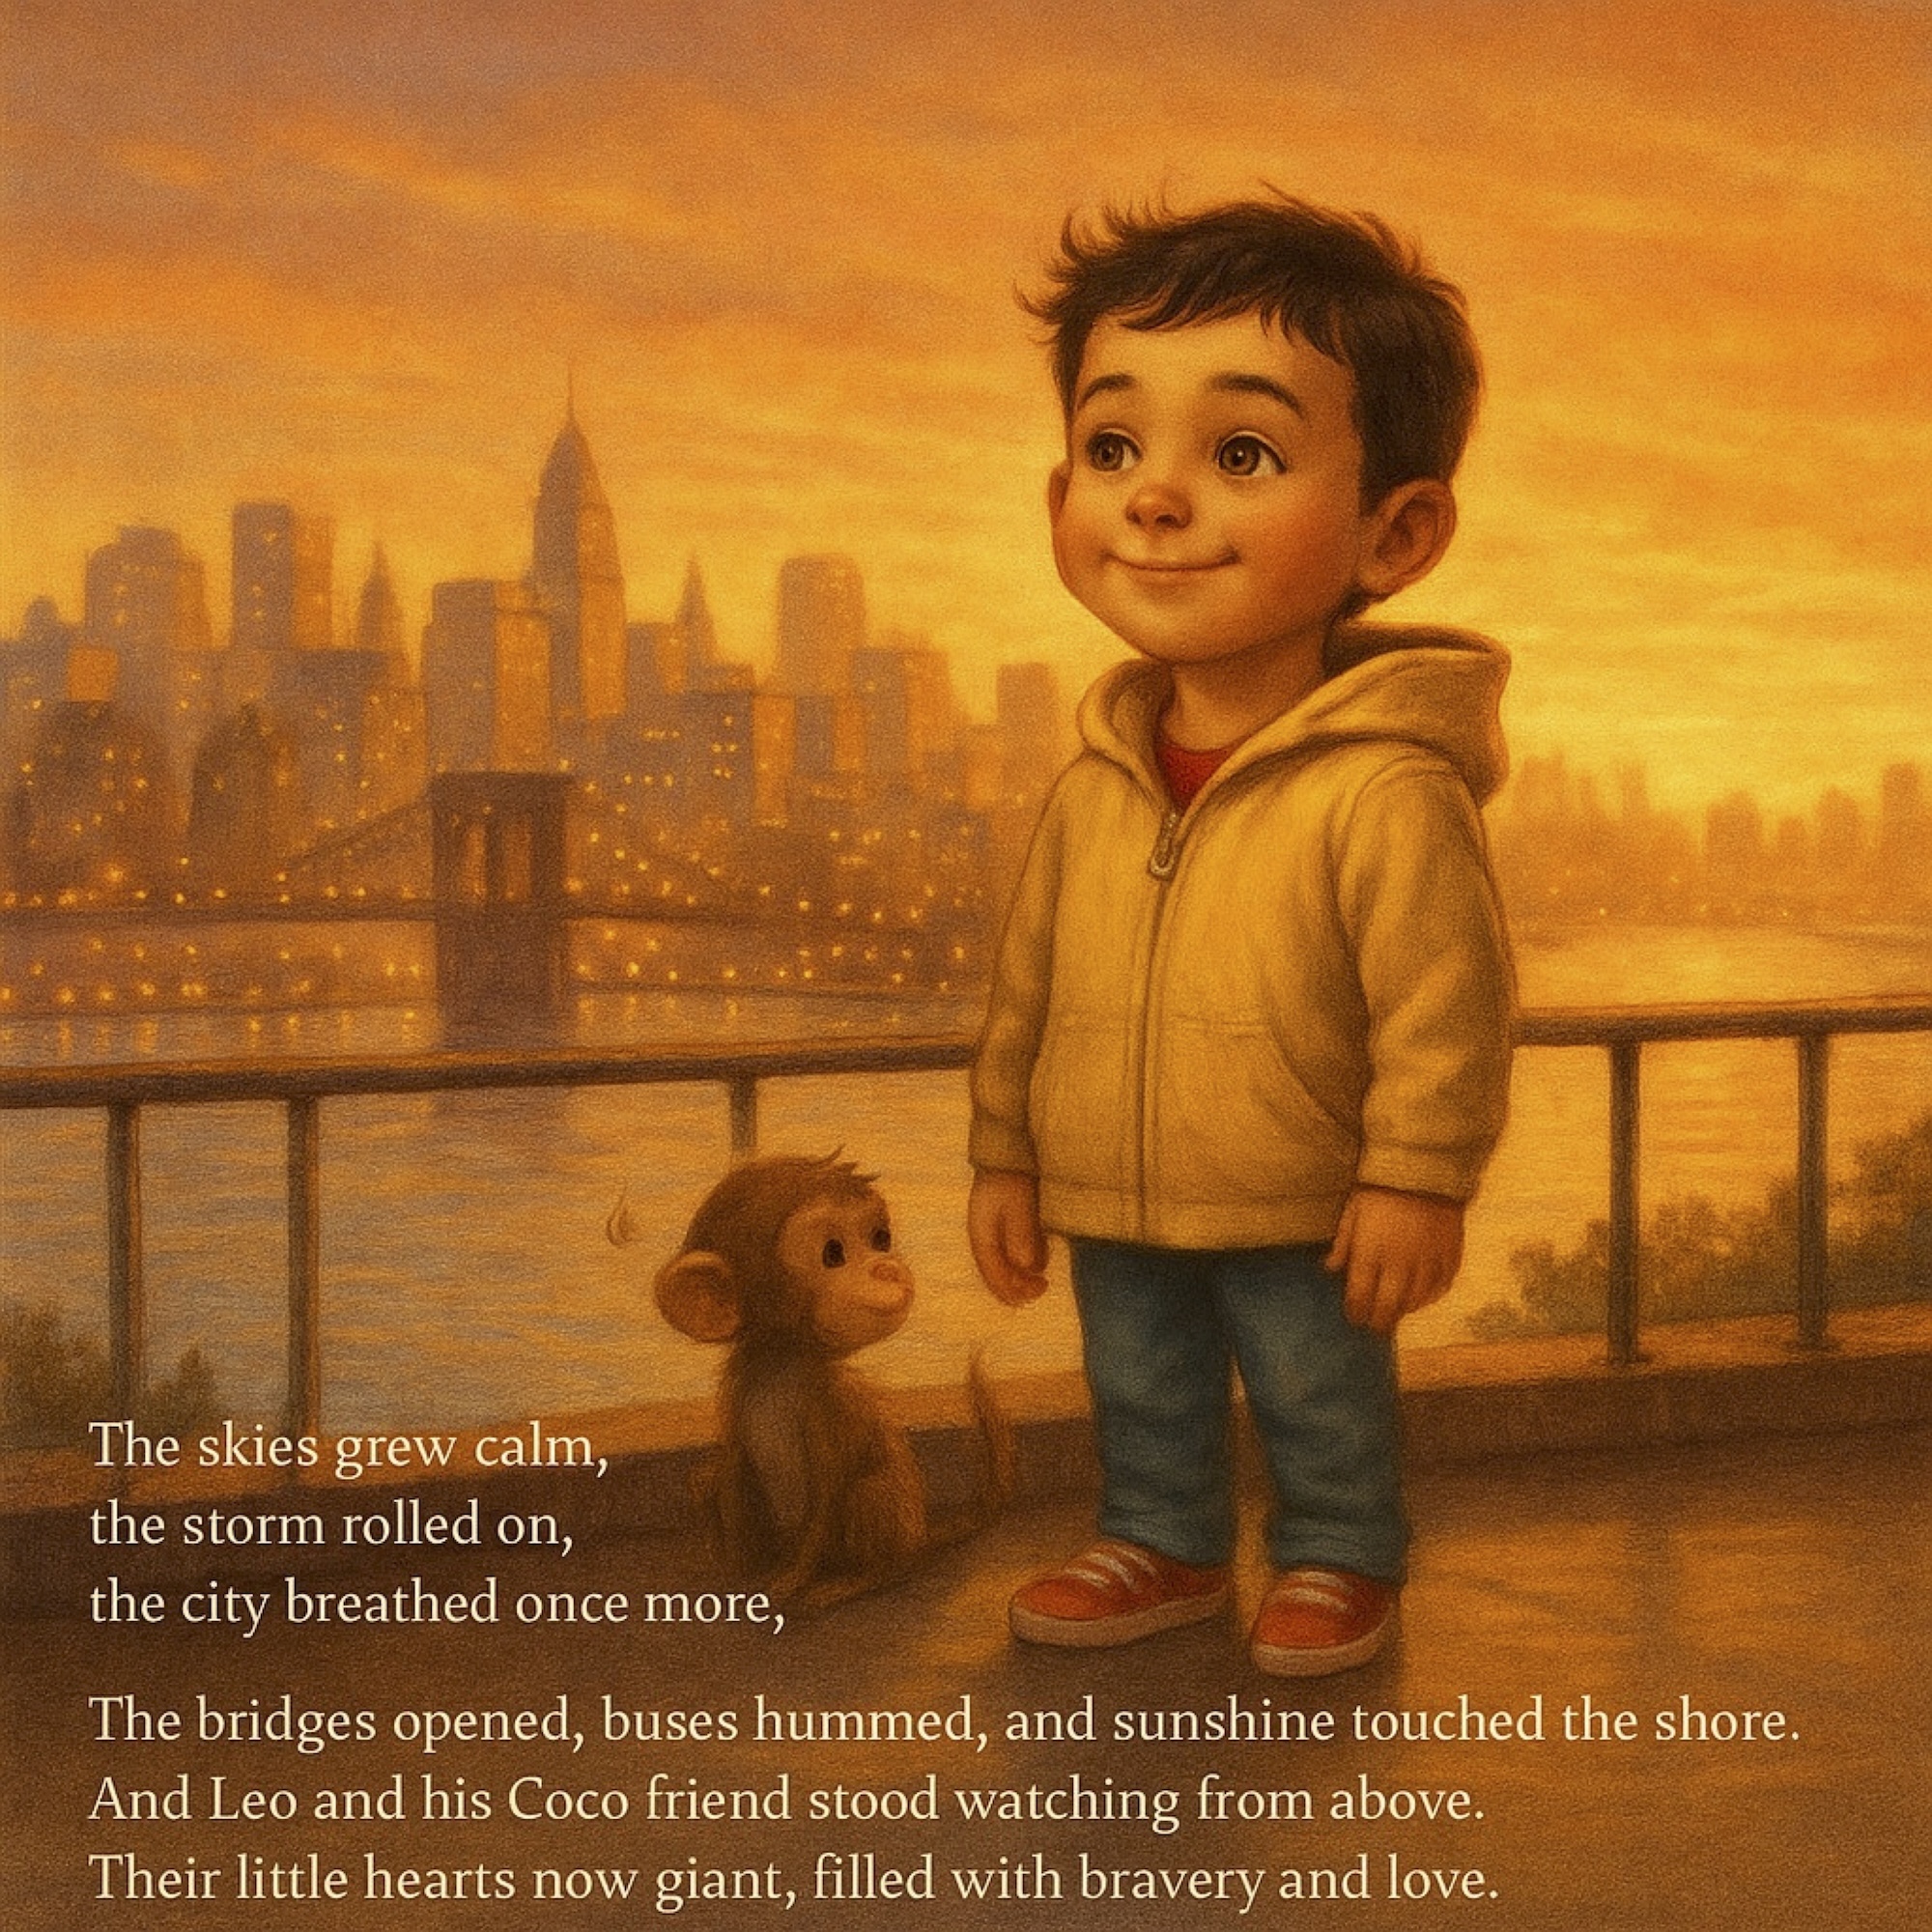 The skies grew calm,
the storm rolled on,
the city breathed once more,
The bridges opened, buses hummed, and sunshine touched the shore.
And Leo and his Coco friend stood watching from above.
Their little hearts now giant, filled with bravery and love.